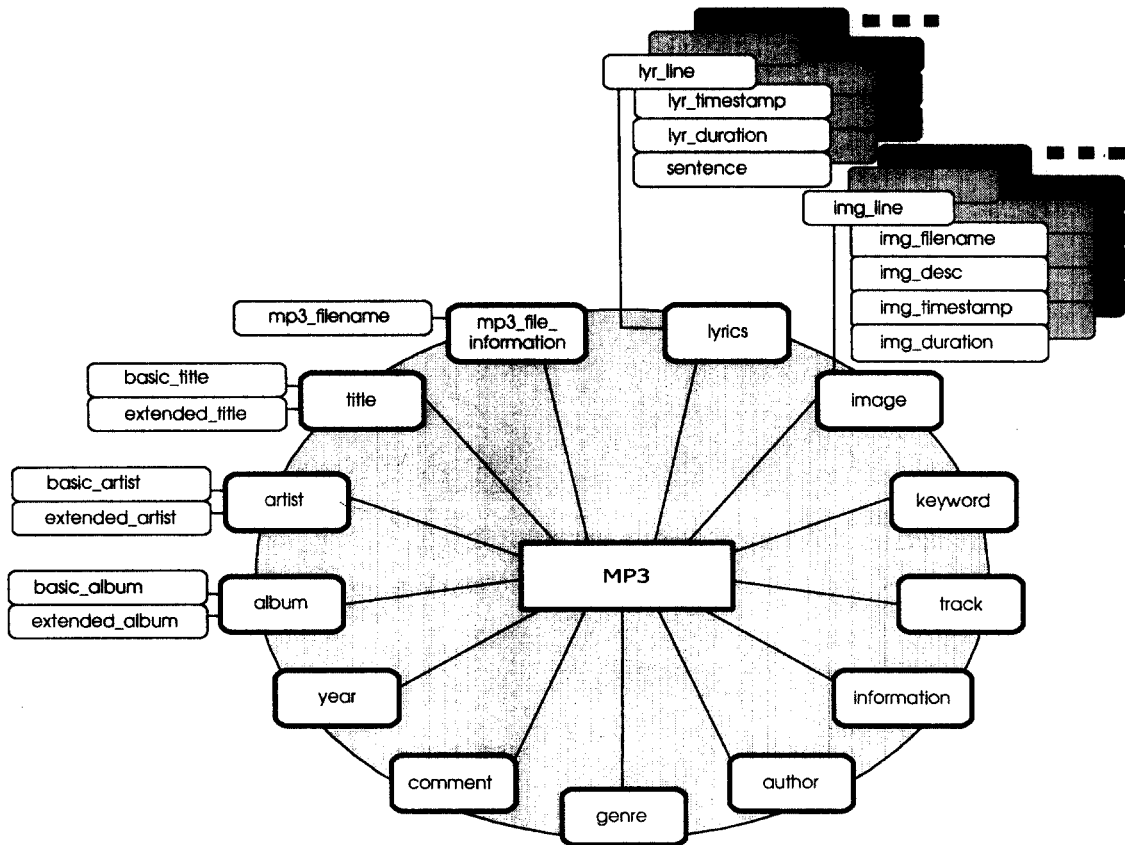 lyr_line
lyr_timestamp
lyr_duration
sentence
img_line
img_filename
img_desc
img_timestamp
img_duration
mp3_filename
mp3_file_
information
lyrics
basic_title
extended_title
title
image
basic_artist
extended_artist
artist
keyword
MP3
basic_album
extended_album
album
track
year
information
comment
author
genre